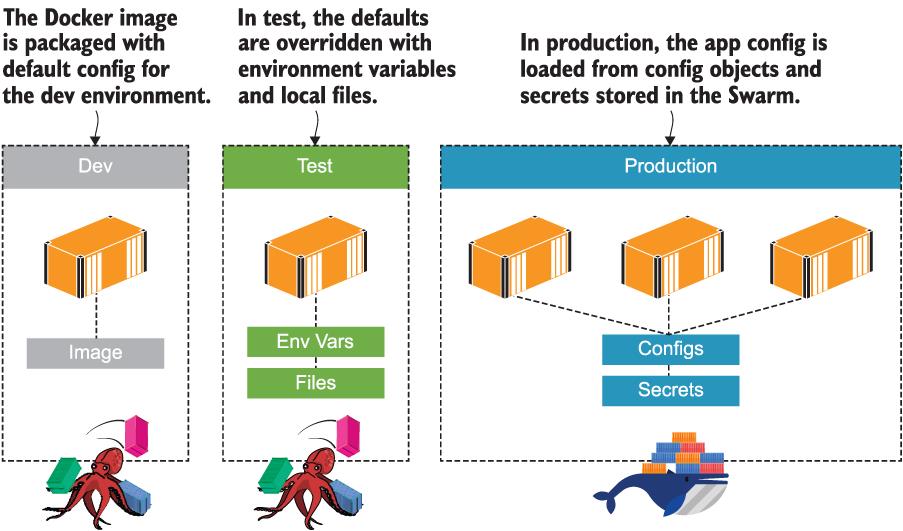 The Docker image
is packaged with
default config for
the dev environment.
In test, the defaults
are overridden with
environment variables
and local files.
In production, the app config is
loaded from config objects and
secrets stored in the Swarm.
Dev
Test
Production
Image
Env Vars
Files
Configs
Secrets